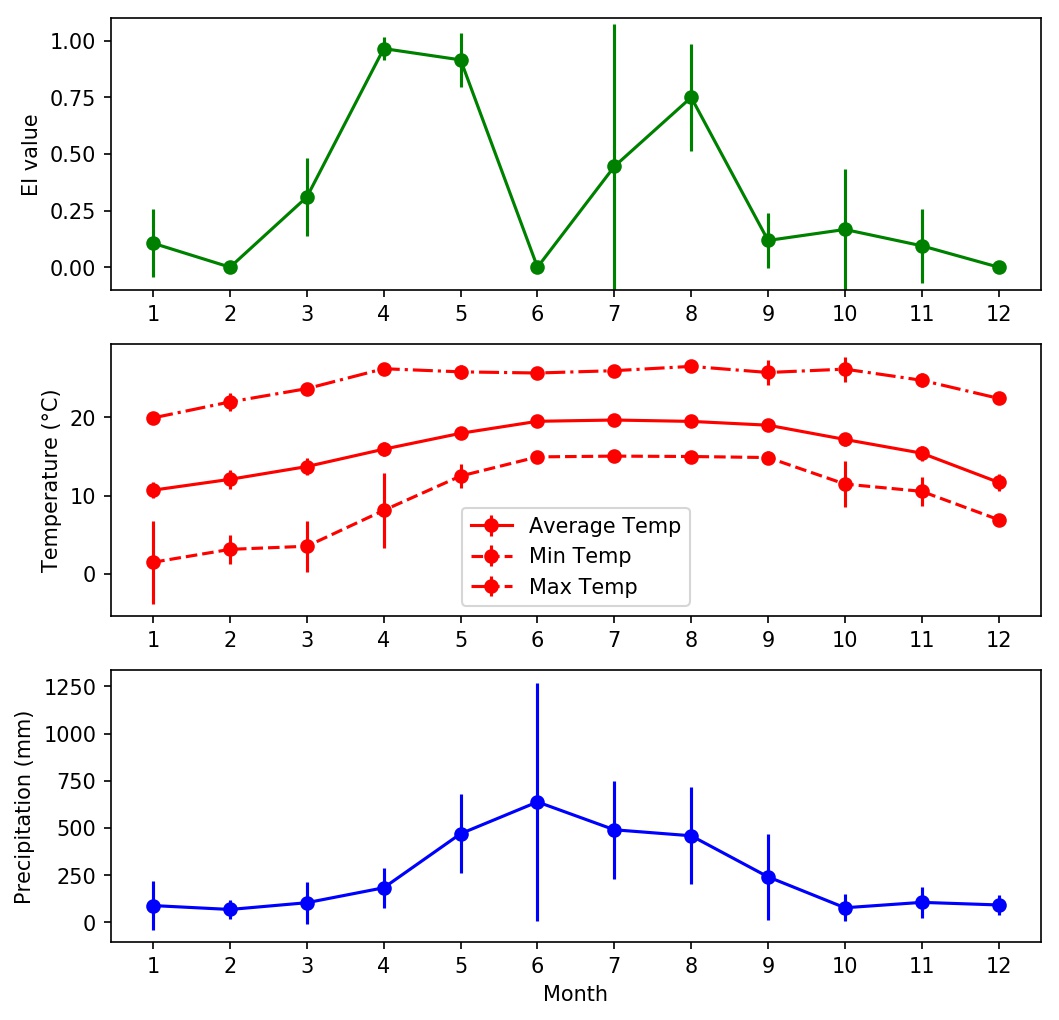 EI value
1.00
0.75
0.50
0.25
0.00
1 2 3 4 5 6 7 8 9 10 11 12
Temperature (°C)
20
10
0
Average Temp
Min Temp
Max Temp
1 2 3 4 5 6 7 8 9 10 11 12
Precipitation (mm)
1250
1000
750
500
250
0
1 2 3 4 5 6 7 8 9 10 11 12
Month